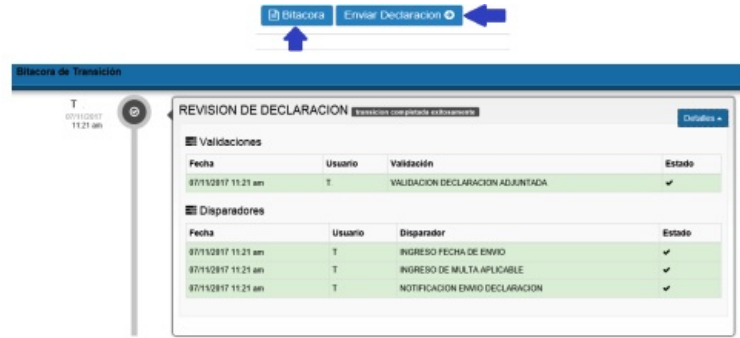 Bitacora Enviar Declaracion
Bitacora de Transición
T
07/11/2017
11:21 am
REVISION DE DECLARACION transicion completada exitosamente
Detalles
Validaciones
Fecha Usuario Validación Estado
07/11/2017 11:21 am T VALIDACION DECLARACION ADJUNTADA
Disparadores
Fecha Usuario Disparador Estado
07/11/2017 11:21 am T INGRESO FECHA DE ENVIO
07/11/2017 11:21 am T INGRESO DE MULTA APLICABLE
07/11/2017 11:21 am T NOTIFICACION ENVIO DECLARACION